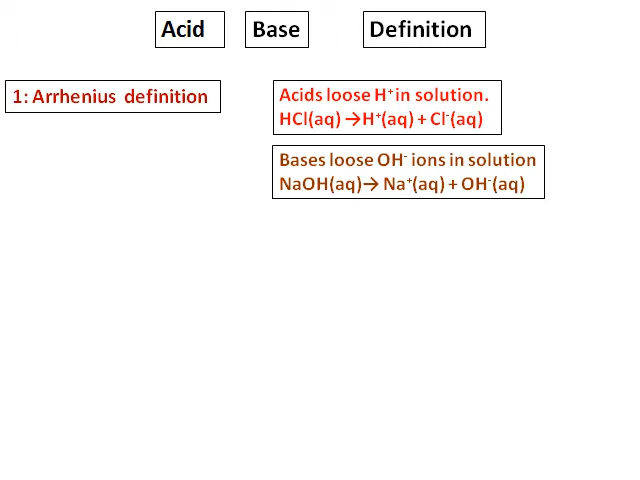 Acid Base Definition
1: Arrhenius definition
Acids loose H⁺ in solution.
HCl(aq) →H⁺(aq) + Cl⁻(aq)
Bases loose OH⁻ ions in solution
NaOH(aq)→ Na⁺(aq) + OH⁻(aq)